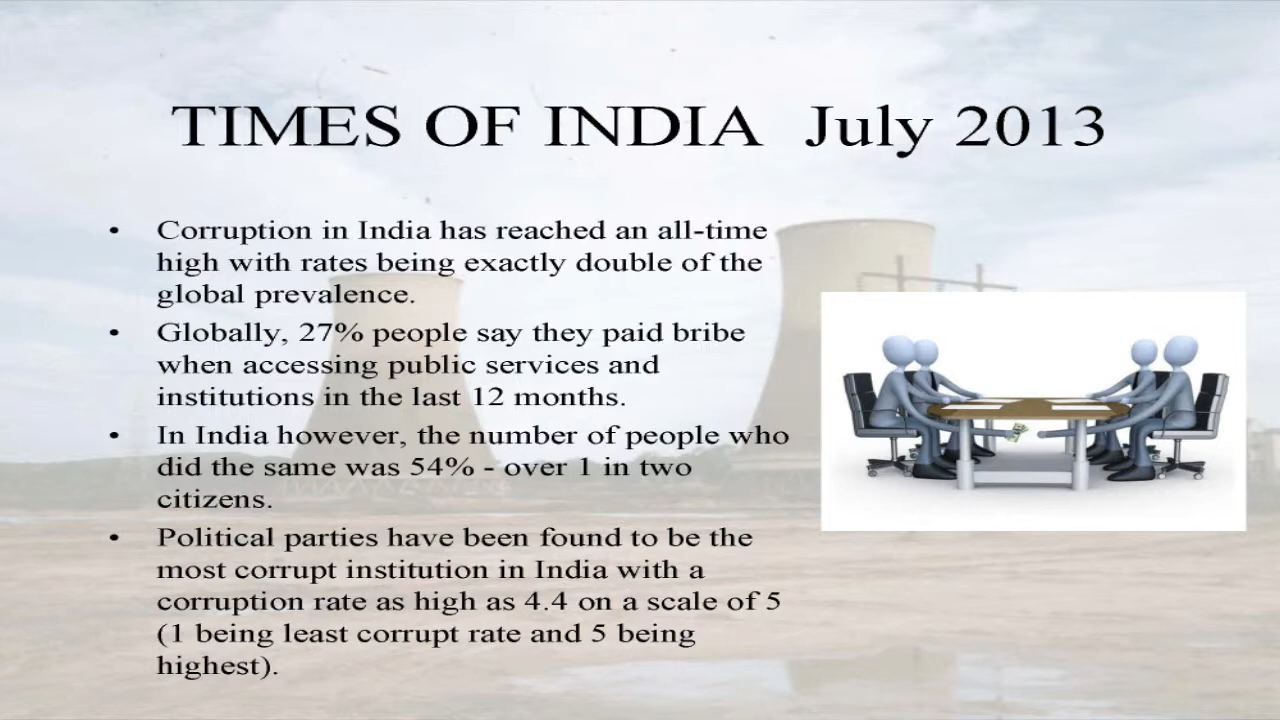 TIMES OF INDIA July 2013
• Corruption in India has reached an all-time
high with rates being exactly double of the
global prevalence.
• Globally, 27% people say they paid bribe
when accessing public services and
institutions in the last 12 months.
• In India however, the number of people who
did the same was 54% - over 1 in two
citizens.
• Political parties have been found to be the
most corrupt institution in India with a
corruption rate as high as 4.4 on a scale of 5
(1 being least corrupt rate and 5 being
highest).